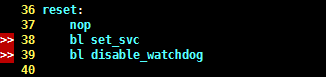 36 reset:
37     nop
>> 38     bl set_svc
>> 39     bl disable_watchdog
40